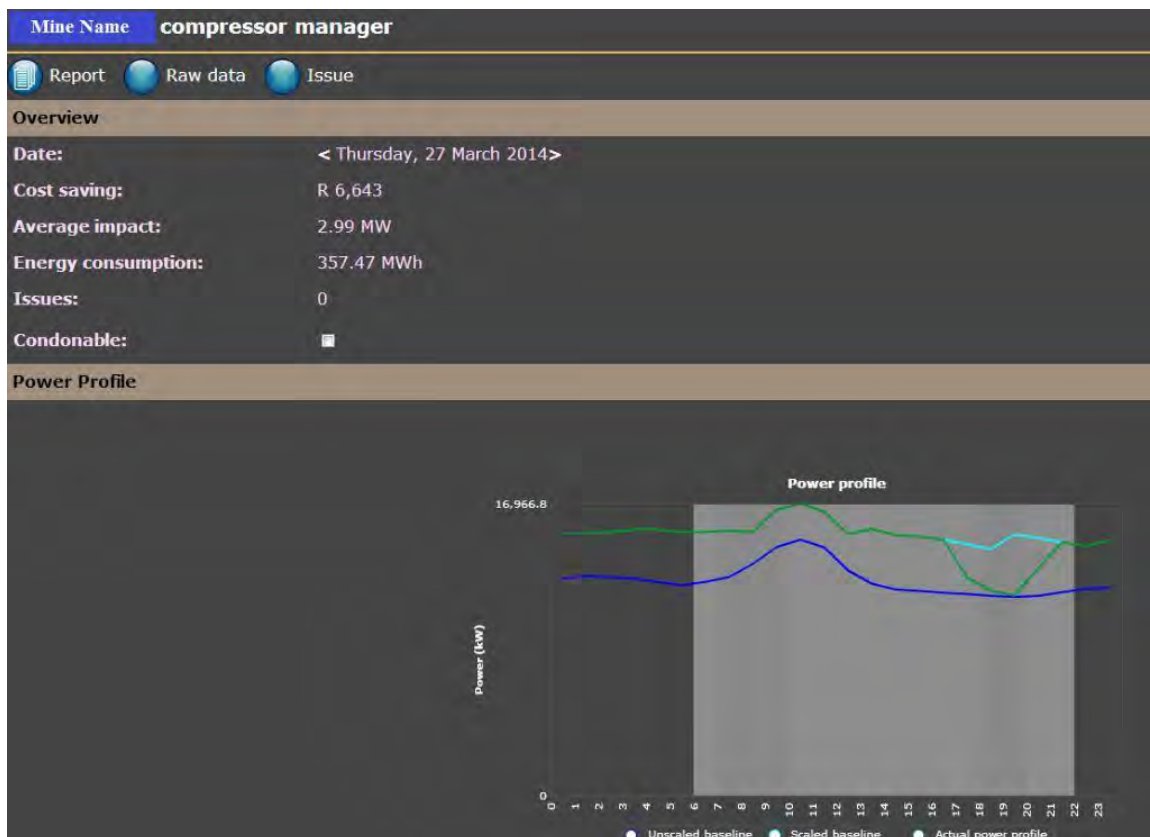 Mine Name compressor manager
Report Raw data Issue
Overview
Date: < Thursday, 27 March 2014>
Cost saving: R 6,643
Average impact: 2.99 MW
Energy consumption: 357.47 MWh
Issues: 0
Condonable:
Power Profile
Power profile
16,966.8
Power (kW)
0
0 1 2 3 4 5 6 7 8 9 10 11 12 13 14 15 16 17 18 19 20 21 22 23
Unscaled baseline Scaled baseline Actual power profile